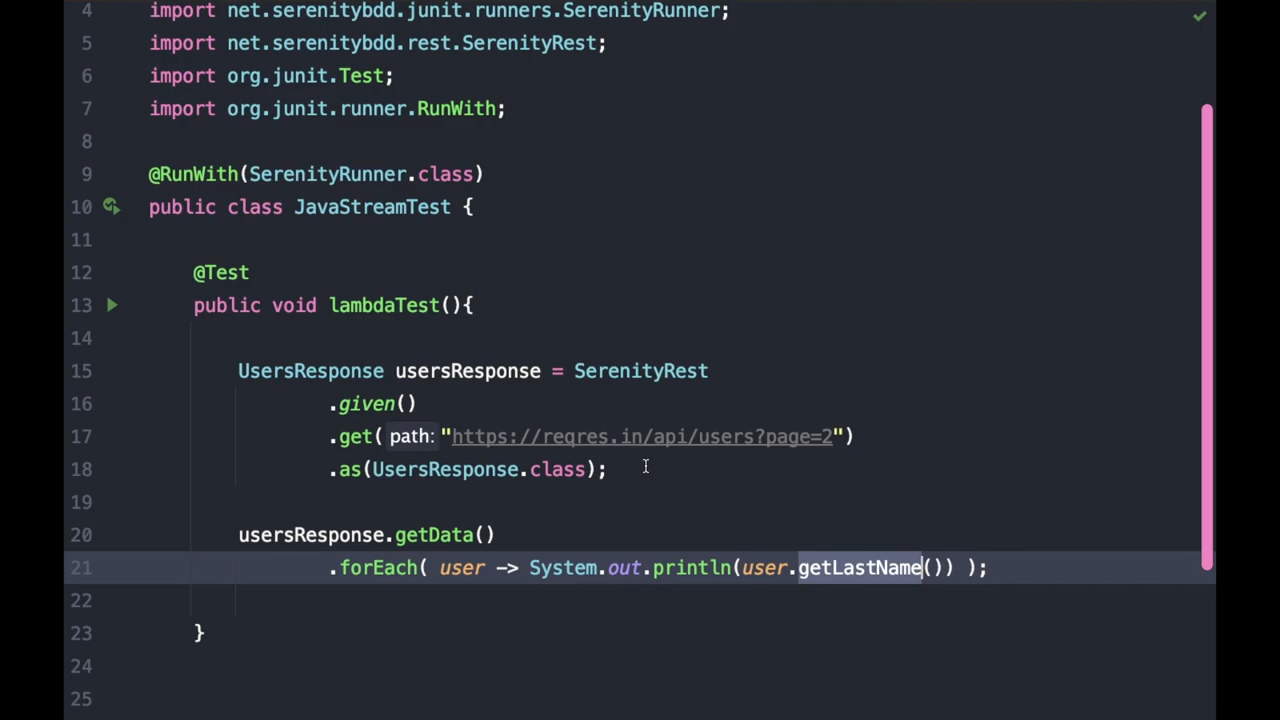 4 import net.serenitybdd.junit.runners.SerenityRunner;
5 import net.serenitybdd.rest.SerenityRest;
6 import org.junit.Test;
7 import org.junit.runner.RunWith;
8
9 @RunWith(SerenityRunner.class)
10 public class JavaStreamTest {
11
12 @Test
13 public void lambdaTest(){
14
15 UsersResponse usersResponse = SerenityRest
16 .given()
17 .get( path: "https://reqres.in/api/users?page=2")
18 .as(UsersResponse.class);
19
20 usersResponse.getData()
21 .forEach( user -> System.out.println(user.getLastName()) );
22
23 }
24
25